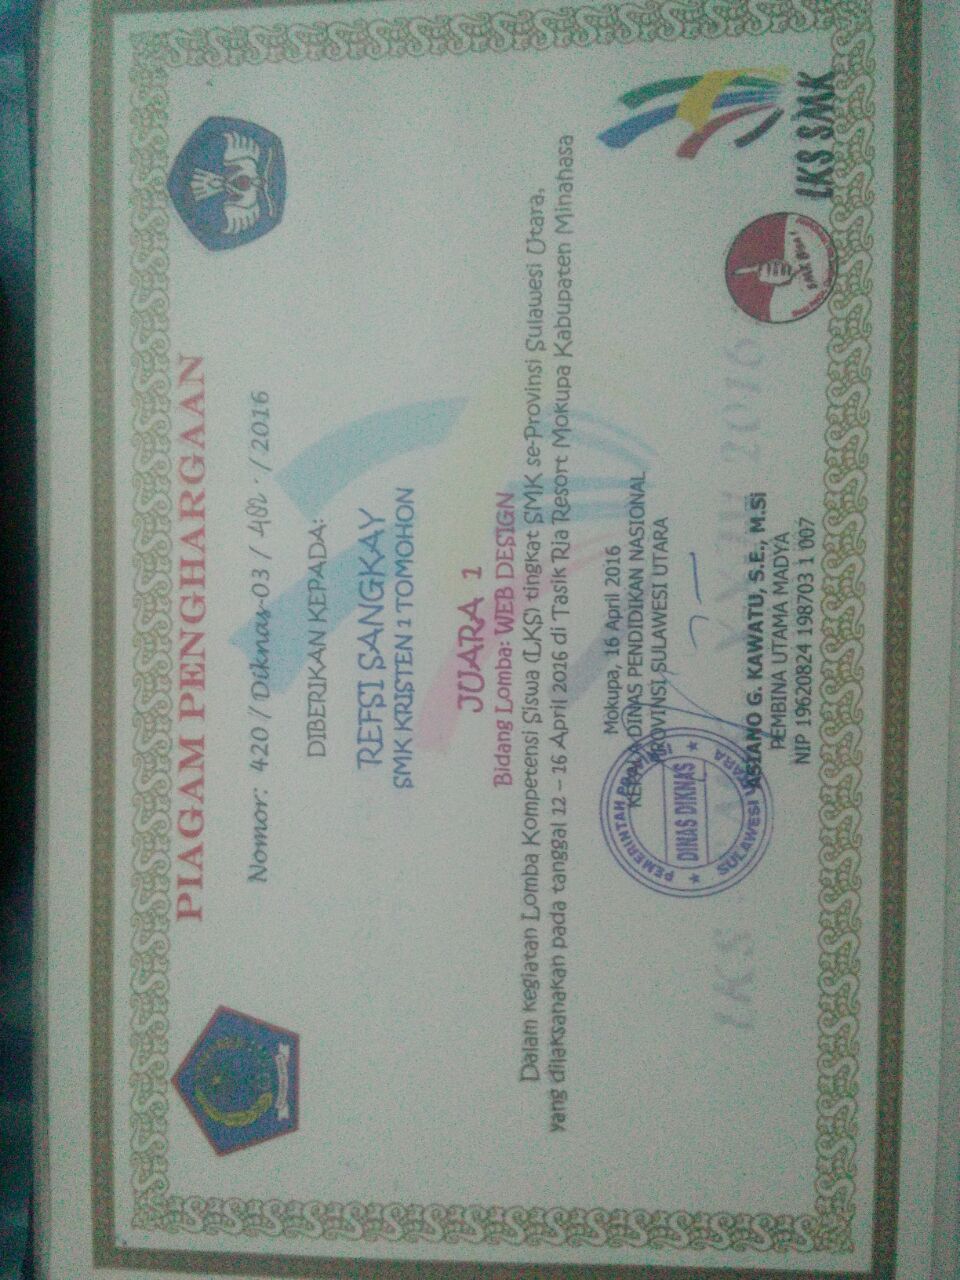 PIAGAM PENGHARGAAN
Nomor: 420 / Diknas-03 / 482 · / 2016
DIBERIKAN KEPADA:
REFSI SANGKAY
SMK KRISTEN 1 TOMOHON
JUARA 1
Bidang Lomba: WEB DESIGN
Dalam kegiatan Lomba Kompetensi Siswa (LKS) tingkat SMK se-Provinsi Sulawesi Utara,
yang dilaksanakan pada tanggal 12 – 16 April 2016 di Tasik Ria Resort Mokupa Kabupaten Minahasa
Mokupa, 16 April 2016
KEPALA DINAS PENDIDIKAN NASIONAL
PROVINSI SULAWESI UTARA
PEMERINTAH
DINAS DIKNAS
SULAWESI UTARA
ASIANO G. KAWATU, S.E., M.Si
PEMBINA UTAMA MADYA
NIP 19620824 198703 1 007
LKS XXIV 2016
SMK Bisa!
LKS SMK